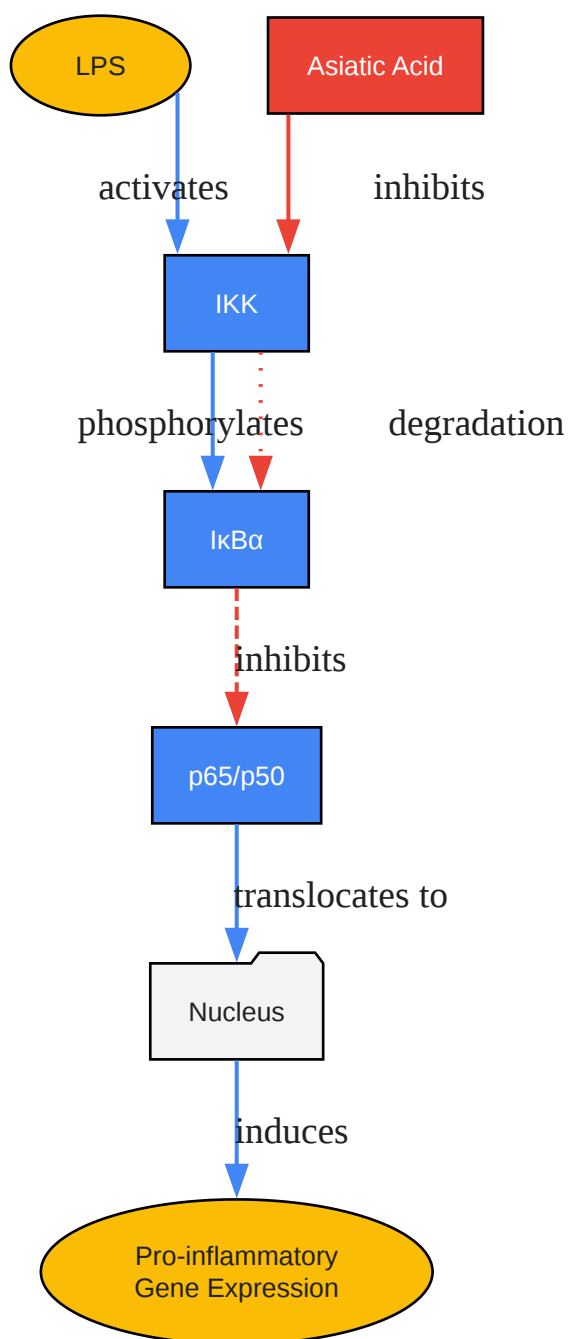 LPS
Asiatic Acid
activates
inhibits
IKK
phosphorylates
degradation
IκBα
inhibits
p65/p50
translocates to
Nucleus
induces
Pro-inflammatory
Gene Expression